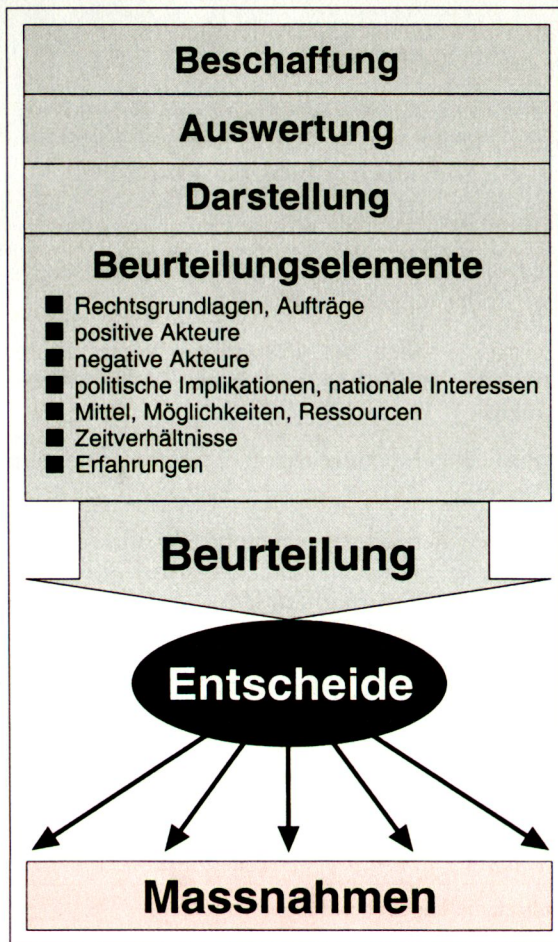 Beschaffung
Auswertung
Darstellung
Beurteilungselemente
■ Rechtsgrundlagen, Aufträge
■ positive Akteure
■ negative Akteure
■ politische Implikationen, nationale Interessen
■ Mittel, Möglichkeiten, Ressourcen
■ Zeitverhältnisse
■ Erfahrungen
Beurteilung
Entscheide
Massnahmen